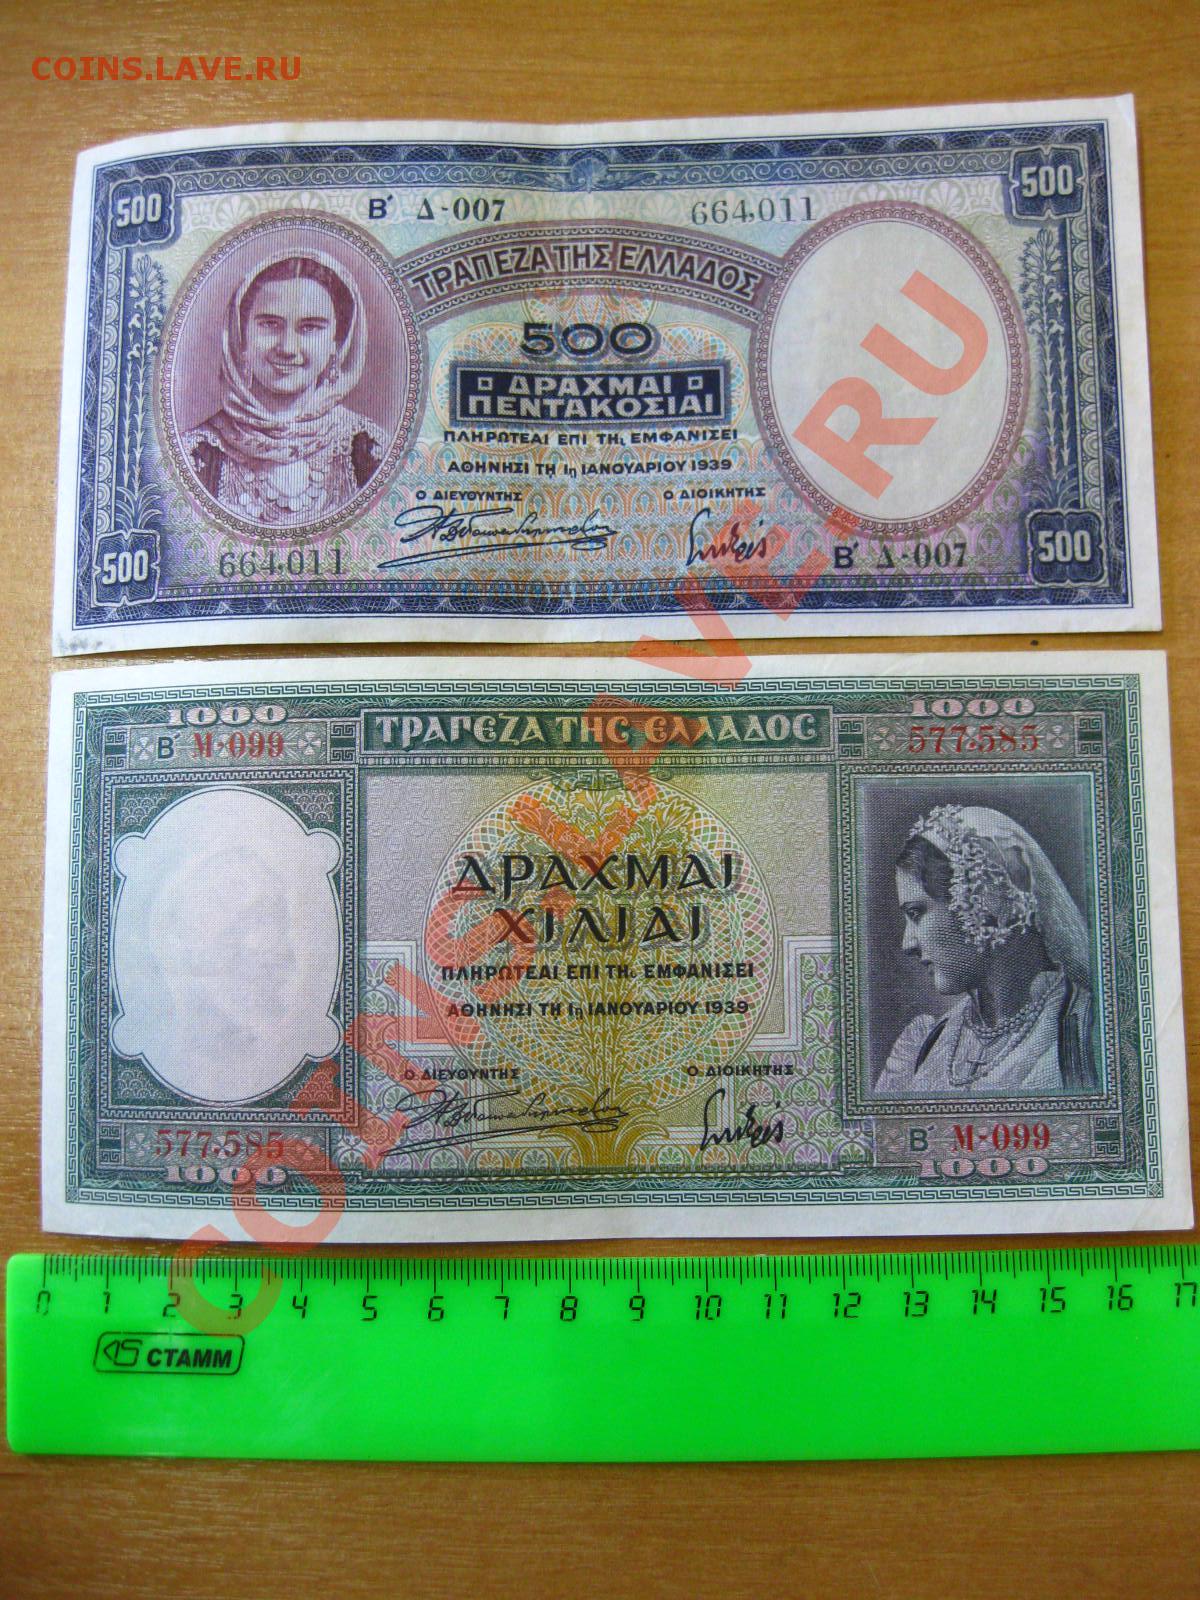 COINS.LAVE.RU
500
500
Β΄ Δ-007
664,011
ΤΡΑΠΕΖΑ ΤΗΣ ΕΛΛΑΔΟΣ
500
ΔΡΑΧΜΑΙ
ΠΕΝΤΑΚΟΣΙΑΙ
ΠΛΗΡΩΤΕΑΙ ΕΠΙ ΤΗι ΕΜΦΑΝΙΣΕΙ
ΑΘΗΝΗΣΙ ΤΗ 1η ΙΑΝΟΥΑΡΙΟΥ 1939
Ο ΔΙΕΥΘΥΝΤΗΣ
Ο ΔΙΟΙΚΗΤΗΣ
664,011
Β΄ Δ-007
500
500
1000
1000
Β΄ Μ-099
ΤΡΑΠΕΖΑ ΤΗΣ ΕΛΛΑΔΟΣ
577,585
ΔΡΑΧΜΑΙ
ΧΙΛΙΑΙ
ΠΛΗΡΩΤΕΑΙ ΕΠΙ ΤΗι ΕΜΦΑΝΙΣΕΙ
ΑΘΗΝΗΣΙ ΤΗ 1η ΙΑΝΟΥΑΡΙΟΥ 1939
Ο ΔΙΕΥΘΥΝΤΗΣ
Ο ΔΙΟΙΚΗΤΗΣ
577,585
Β΄ Μ-099
1000
1000
COINS.LAVE.RU
0 1 2 3 4 5 6 7 8 9 10 11 12 13 14 15 16 17
СТАММ